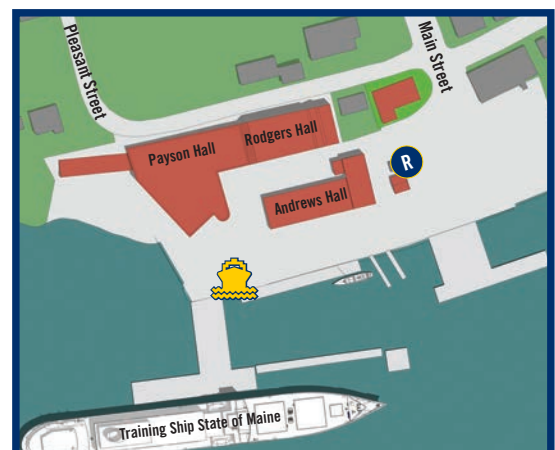 Pleasant Street
Main Street
Payson Hall
Rodgers Hall
R
Andrews Hall
Training Ship State of Maine